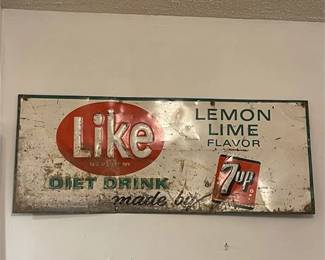 Like
LEMON
LIME
FLAVOR
DIET DRINK
made by
7up